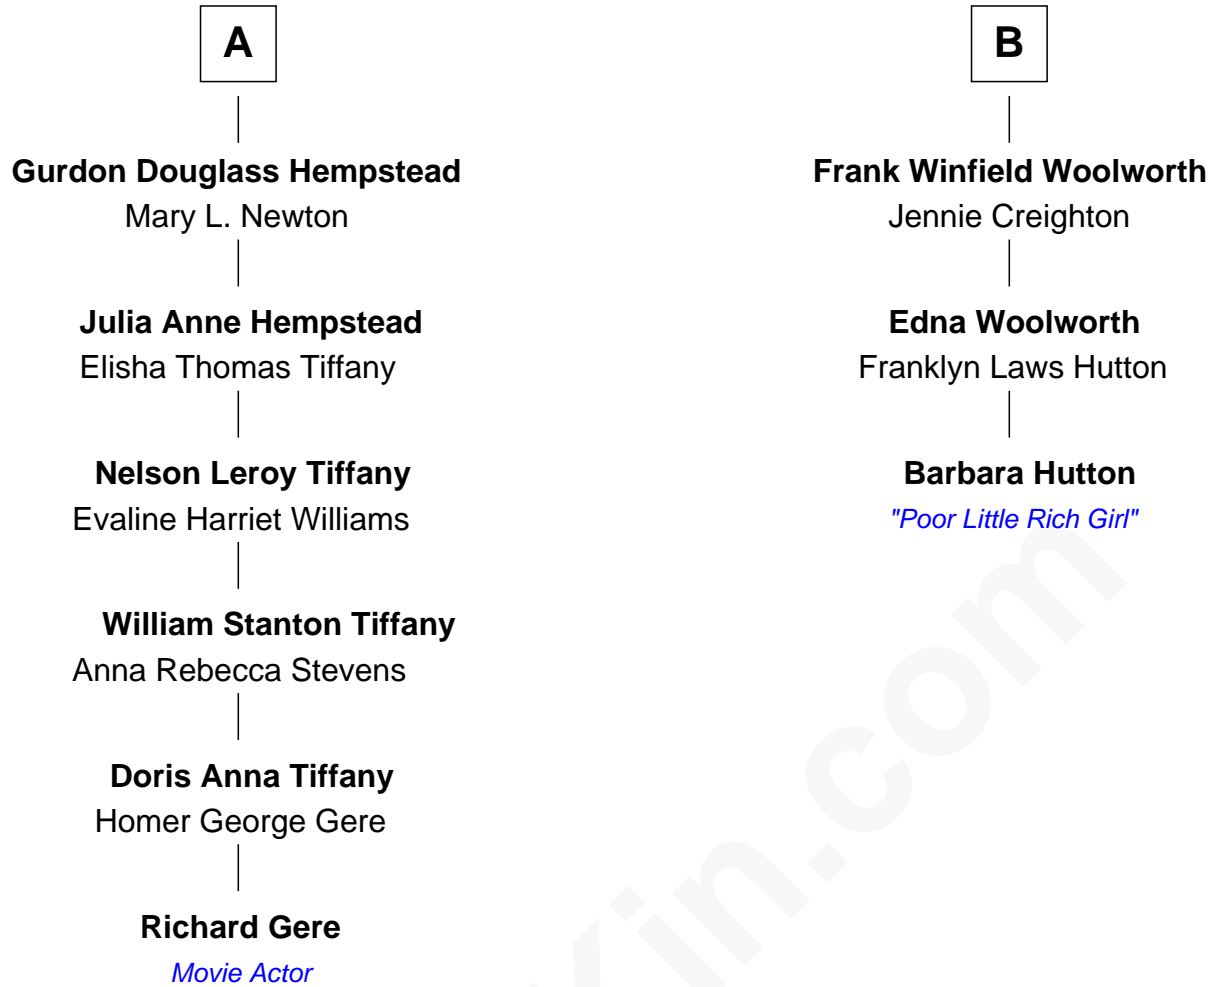 A
Gurdon Douglass Hempstead
Mary L. Newton
Julia Anne Hempstead
Elisha Thomas Tiffany
Nelson Leroy Tiffany
Evaline Harriet Williams
William Stanton Tiffany
Anna Rebecca Stevens
Doris Anna Tiffany
Homer George Gere
Richard Gere
Movie Actor
B
Frank Winfield Woolworth
Jennie Creighton
Edna Woolworth
Franklyn Laws Hutton
Barbara Hutton
"Poor Little Rich Girl"
Kin.com